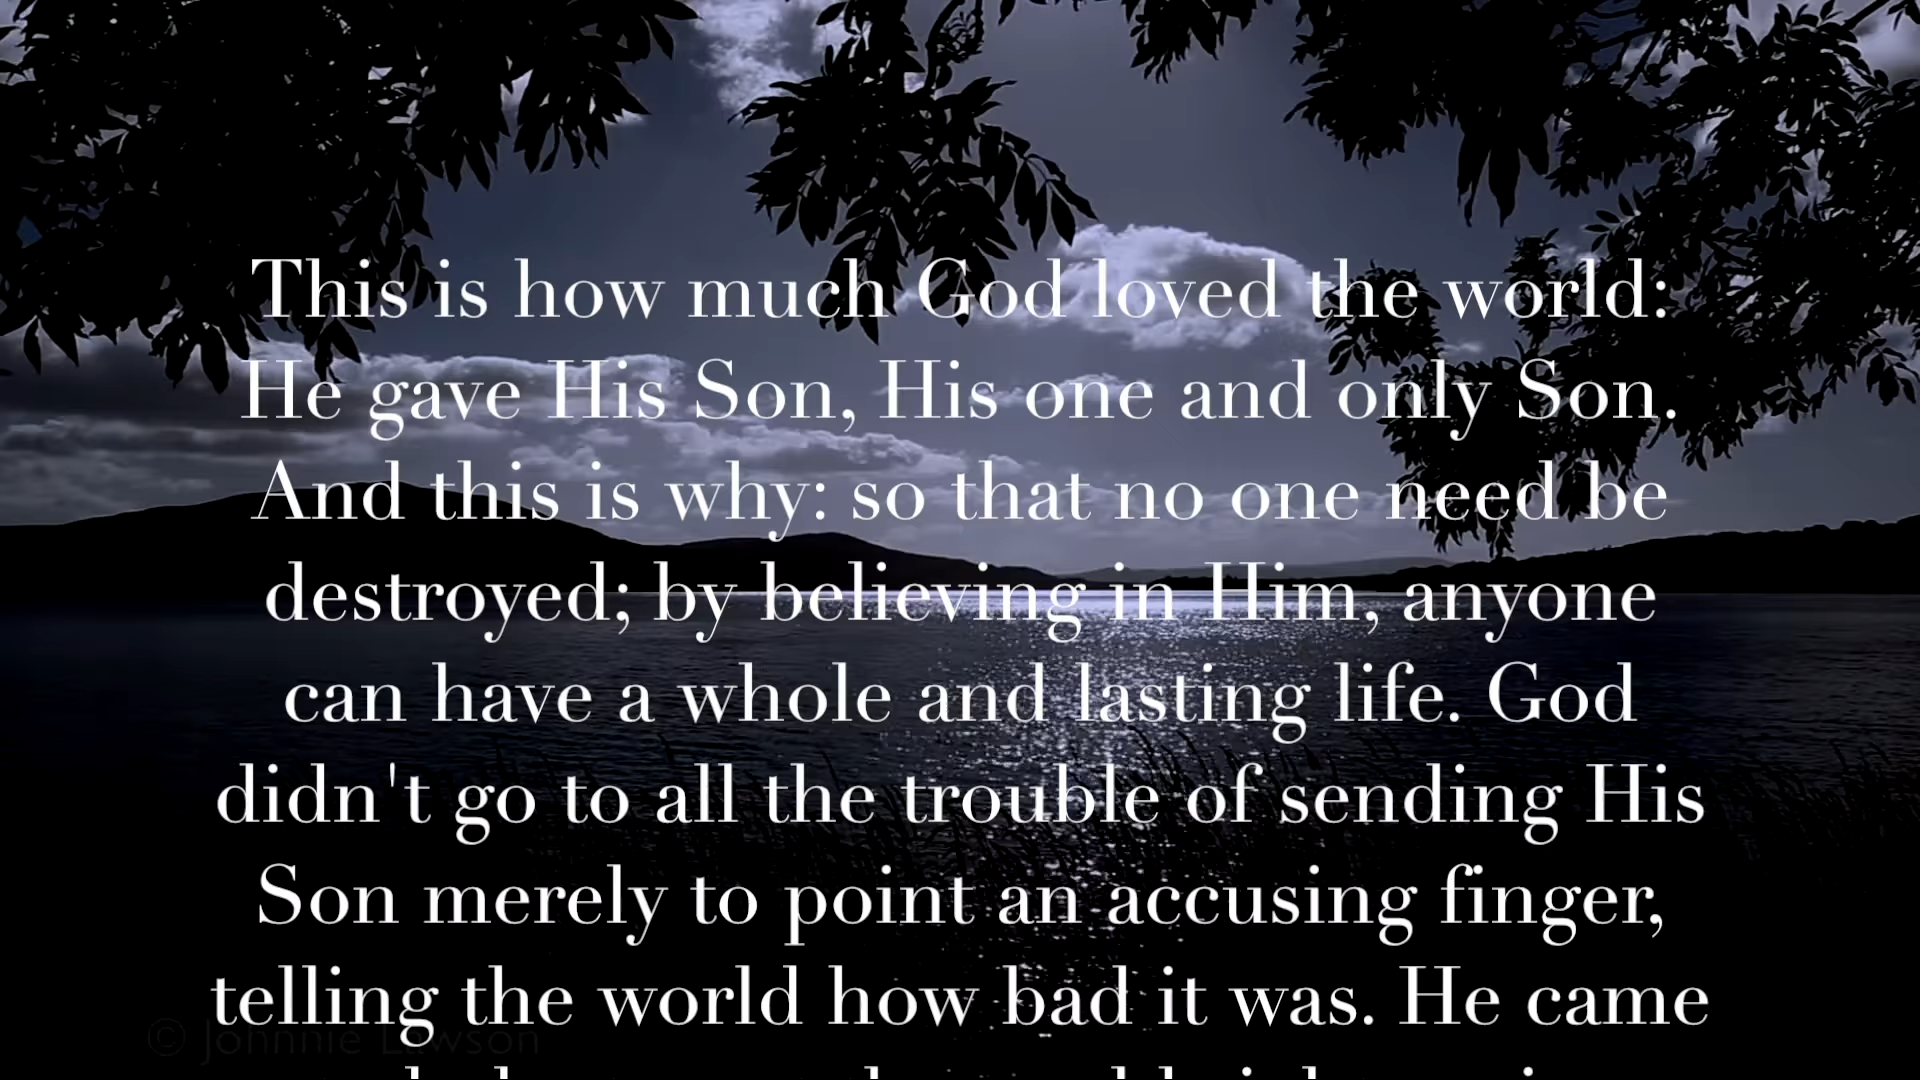 This is how much God loved the world:
He gave His Son, His one and only Son.
And this is why: so that no one need be
destroyed; by believing in Him, anyone
can have a whole and lasting life. God
didn't go to all the trouble of sending His
Son merely to point an accusing finger,
telling the world how bad it was. He came
© Johnnie Lawson